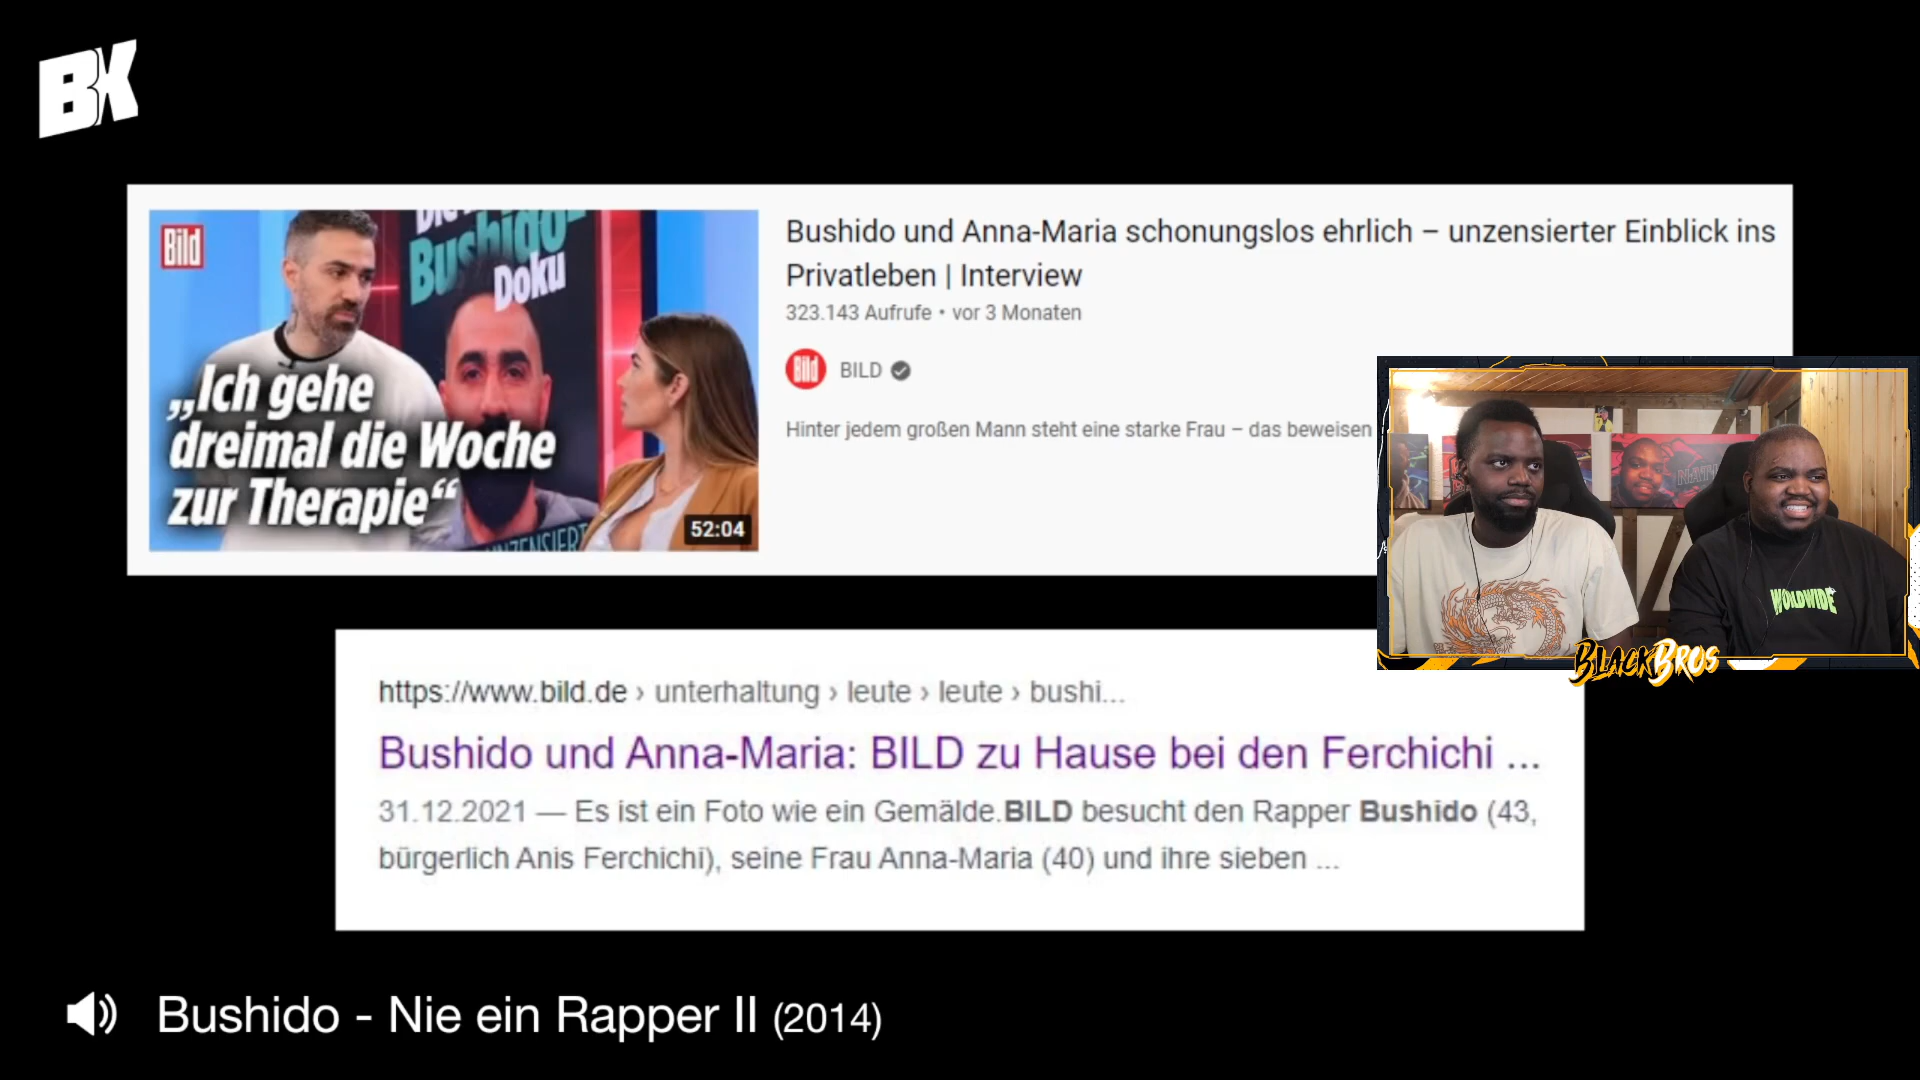 BK
Bild
Die
Bushido-
Doku
„Ich gehe
dreimal die Woche
zur Therapie“
UNZENSIERT
52:04
Bushido und Anna-Maria schonungslos ehrlich – unzensierter Einblick ins
Privatleben | Interview
323.143 Aufrufe • vor 3 Monaten
Bild BILD
Hinter jedem großen Mann steht eine starke Frau – das beweisen
WORLDWIDE
BLACKBROS
https://www.bild.de › unterhaltung › leute › leute › bushi...
Bushido und Anna-Maria: BILD zu Hause bei den Ferchichi ...
31.12.2021 — Es ist ein Foto wie ein Gemälde.BILD besucht den Rapper Bushido (43,
bürgerlich Anis Ferchichi), seine Frau Anna-Maria (40) und ihre sieben ...
Bushido - Nie ein Rapper II (2014)